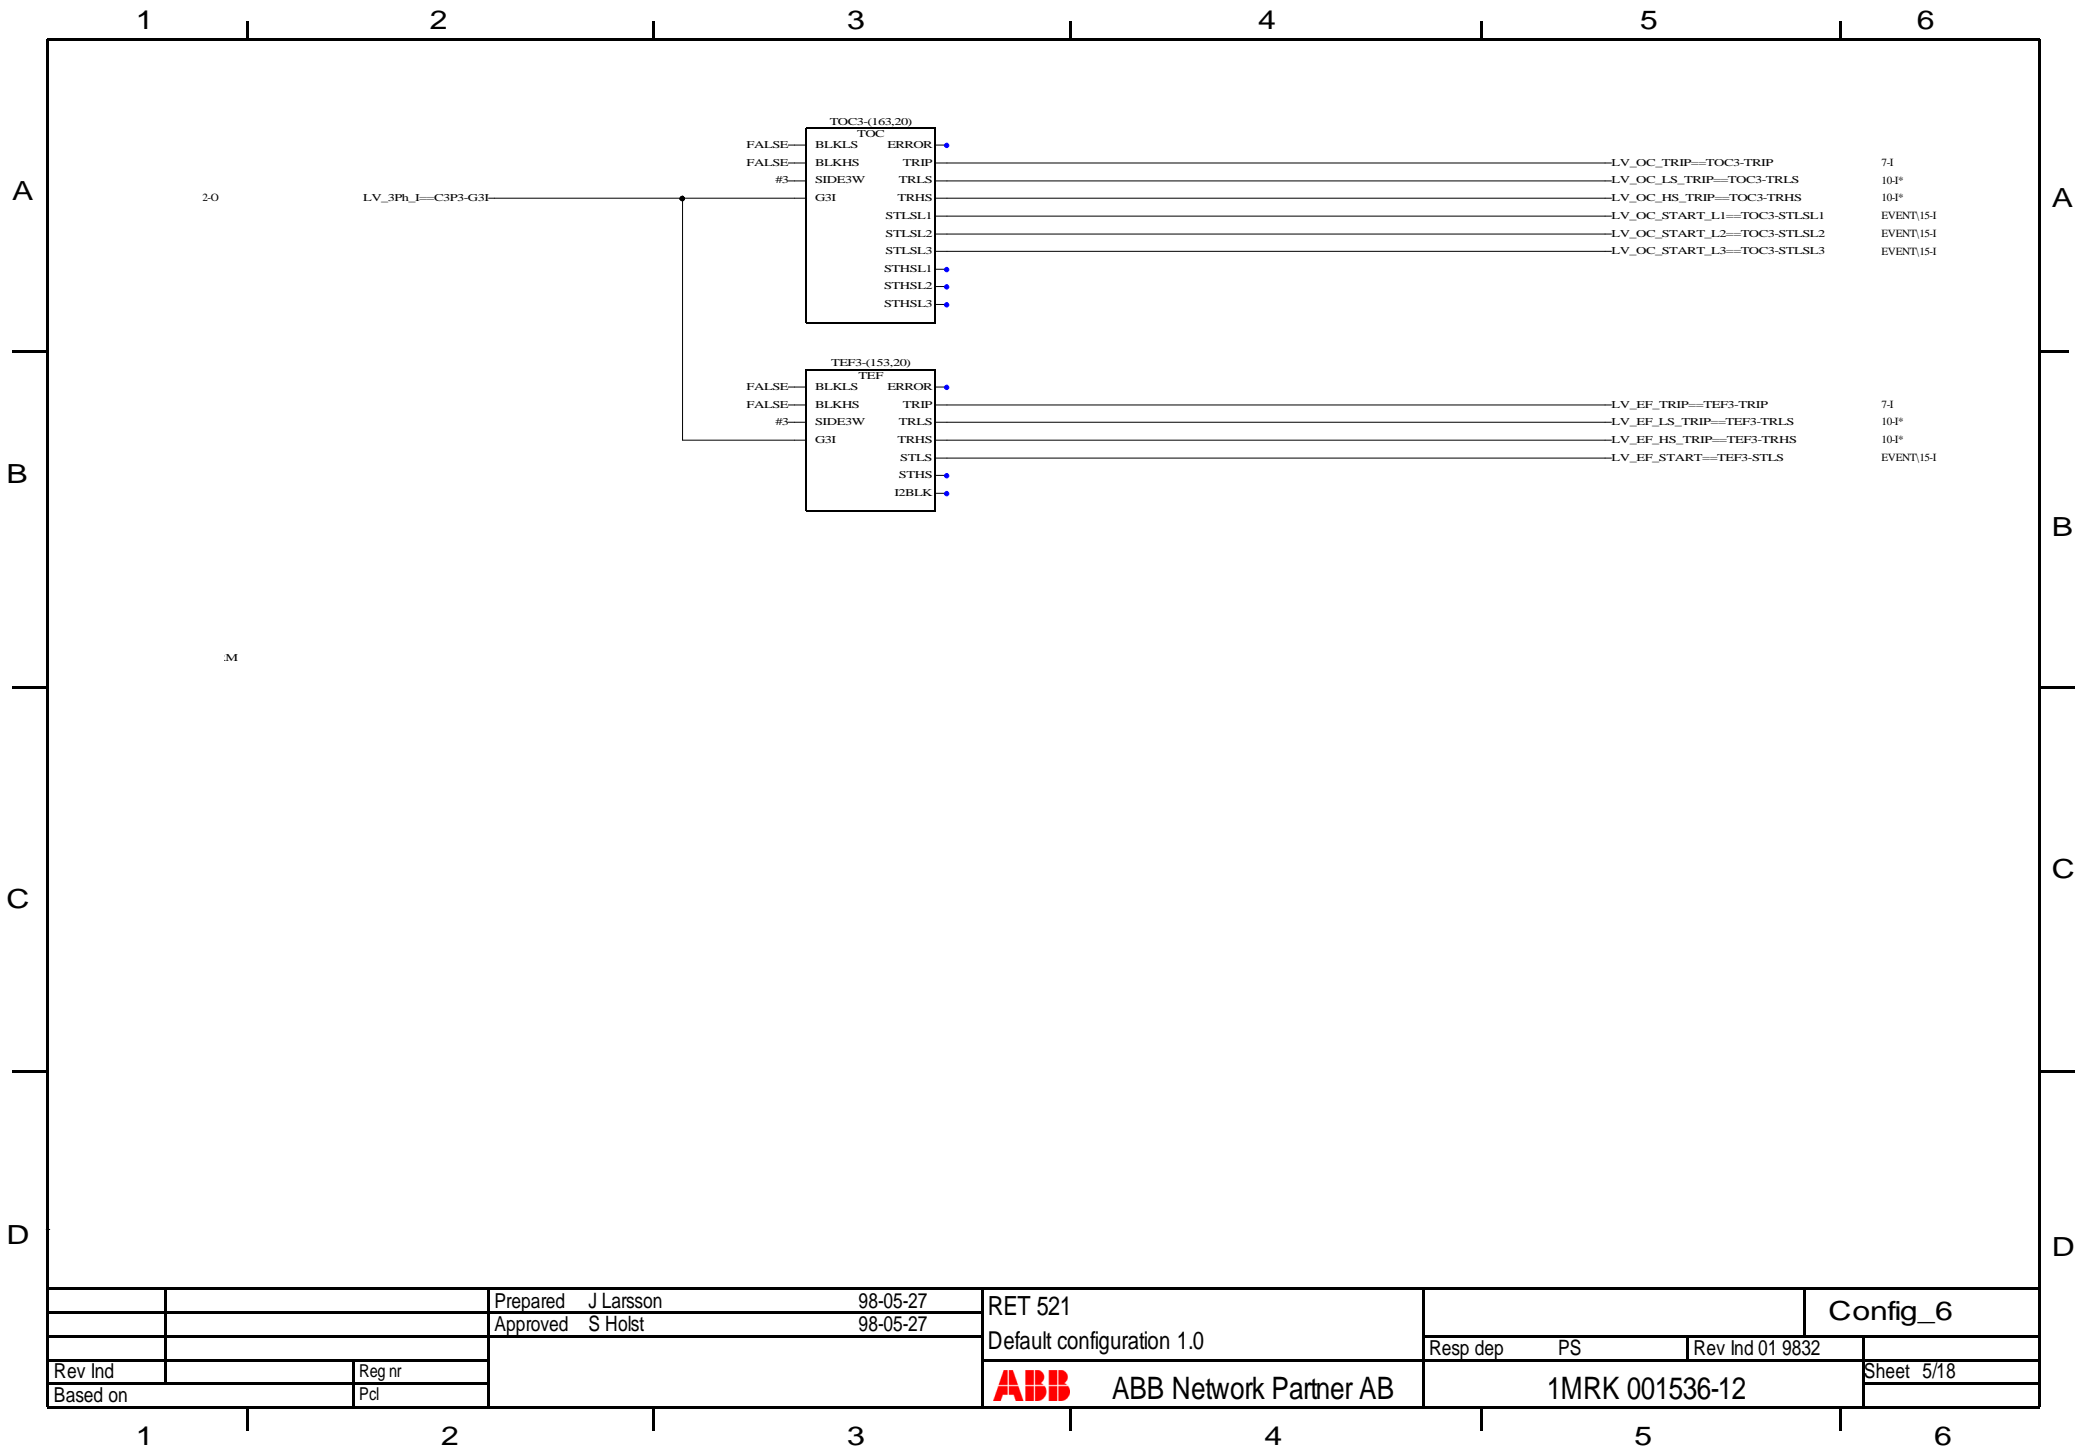 1 2 3 4 5 6
TOC3-(163,20)
TOC
FALSE BLKLS ERROR
FALSE BLKHS TRIP LV_OC_TRIP==TOC3-TRIP 7-I
#3 SIDE3W TRLS LV_OC_LS_TRIP==TOC3-TRLS 10-I*
A 2-O LV_3Ph_I==C3P3-G3I G3I TRHS LV_OC_HS_TRIP==TOC3-TRHS 10-I* A
STLSL1 LV_OC_START_L1==TOC3-STLSL1 EVENT\15-I
STLSL2 LV_OC_START_L2==TOC3-STLSL2 EVENT\15-I
STLSL3 LV_OC_START_L3==TOC3-STLSL3 EVENT\15-I
STHSL1
STHSL2
STHSL3
TEF3-(153,20)
TEF
FALSE BLKLS ERROR
FALSE BLKHS TRIP LV_EF_TRIP==TEF3-TRIP 7-I
#3 SIDE3W TRLS LV_EF_LS_TRIP==TEF3-TRLS 10-I*
G3I TRHS LV_EF_HS_TRIP==TEF3-TRHS 10-I*
STLS LV_EF_START==TEF3-STLS EVENT\15-I
B STHS
I2BLK
B
:M
C C
D D
Prepared J Larsson 98-05-27 RET 521 Config_6
Approved S Holst 98-05-27
Default configuration 1.0
Resp dep PS Rev Ind 01 9832
Rev Ind Reg nr Sheet 5/18
Based on Pcl ABB ABB Network Partner AB 1MRK 001536-12
1 2 3 4 5 6